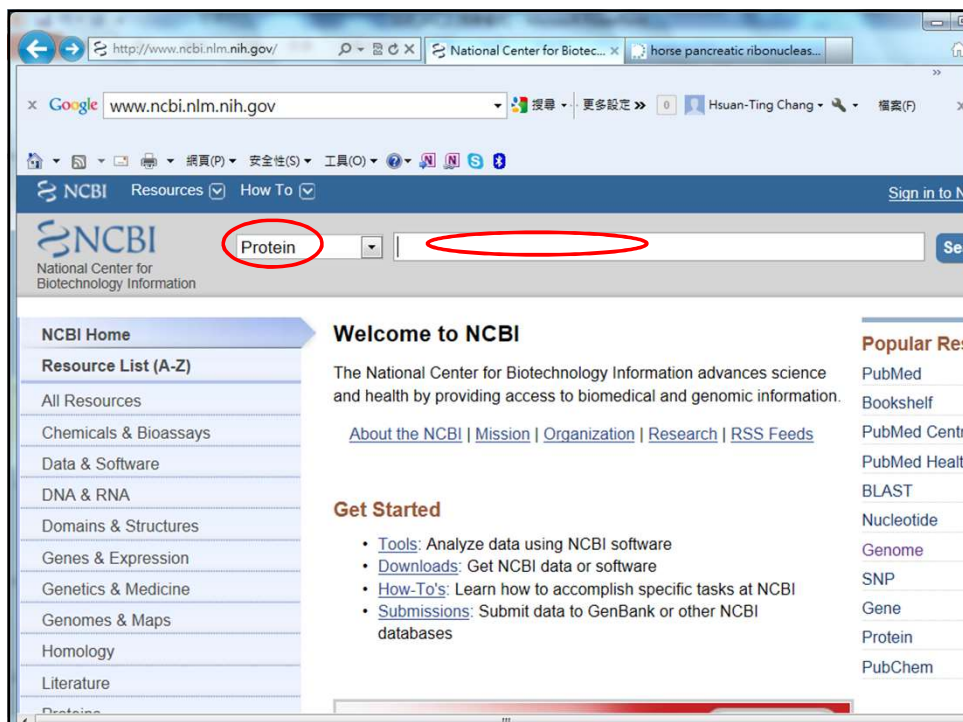 http://www.ncbi.nlm.nih.gov/
National Center for Biotec...
horse pancreatic ribonucleas...
Google www.ncbi.nlm.nih.gov 搜尋 更多設定 0 Hsuan-Ting Chang 檔案(F)
網頁(P) 安全性(S) 工具(O)
NCBI Resources How To Sign in to N
NCBI
National Center for
Biotechnology Information
Protein
Se
NCBI Home
Resource List (A-Z)
All Resources
Chemicals & Bioassays
Data & Software
DNA & RNA
Domains & Structures
Genes & Expression
Genetics & Medicine
Genomes & Maps
Homology
Literature
Proteins
Welcome to NCBI
The National Center for Biotechnology Information advances science
and health by providing access to biomedical and genomic information.
About the NCBI | Mission | Organization | Research | RSS Feeds
Get Started
• Tools: Analyze data using NCBI software
• Downloads: Get NCBI data or software
• How-To's: Learn how to accomplish specific tasks at NCBI
• Submissions: Submit data to GenBank or other NCBI
databases
Popular Res
PubMed
Bookshelf
PubMed Centr
PubMed Healt
BLAST
Nucleotide
Genome
SNP
Gene
Protein
PubChem